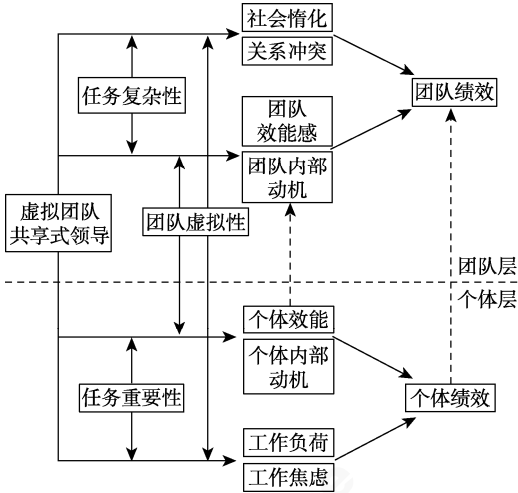 社会惰化
关系冲突
任务复杂性
团队绩效
团队
效能感
团队内部
动机
虚拟团队
共享式领导
团队虚拟性
团队层
个体层
个体效能
个体内部
动机
任务重要性
个体绩效
工作负荷
工作焦虑